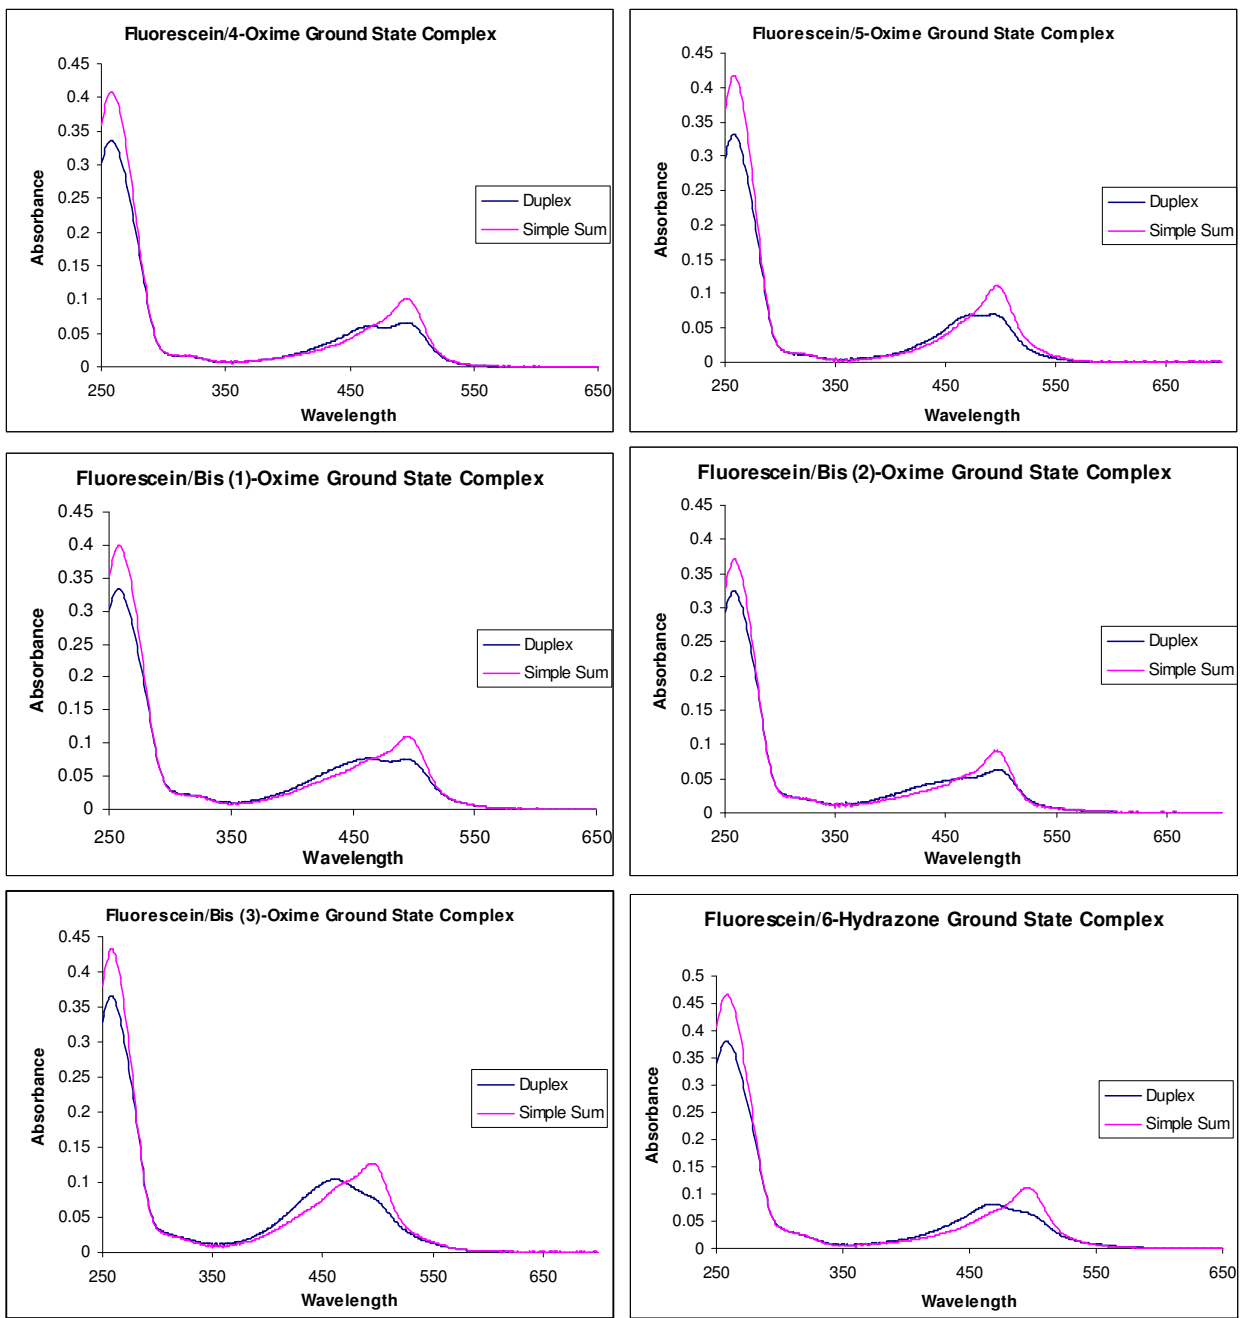 Fluorescein/4-Oxime Ground State Complex
0.45
0.4
0.35
0.3
0.25
0.2
0.15
0.1
0.05
0
Absorbance
250 350 450 550 650
Wavelength
Duplex
Simple Sum
Fluorescein/5-Oxime Ground State Complex
0.45
0.4
0.35
0.3
0.25
0.2
0.15
0.1
0.05
0
Absorbance
250 350 450 550 650
Wavelength
Duplex
Simple Sum
Fluorescein/Bis (1)-Oxime Ground State Complex
0.45
0.4
0.35
0.3
0.25
0.2
0.15
0.1
0.05
0
Absorbance
250 350 450 550 650
Wavelength
Duplex
Simple Sum
Fluorescein/Bis (2)-Oxime Ground State Complex
0.45
0.4
0.35
0.3
0.25
0.2
0.15
0.1
0.05
0
Absorbance
250 350 450 550 650
Wavelength
Duplex
Simple Sum
Fluorescein/Bis (3)-Oxime Ground State Complex
0.45
0.4
0.35
0.3
0.25
0.2
0.15
0.1
0.05
0
Absorbance
250 350 450 550 650
Wavelength
Duplex
Simple Sum
Fluorescein/6-Hydrazone Ground State Complex
0.5
0.45
0.4
0.35
0.3
0.25
0.2
0.15
0.1
0.05
0
Absorbance
250 350 450 550 650
Wavelength
Duplex
Simple Sum